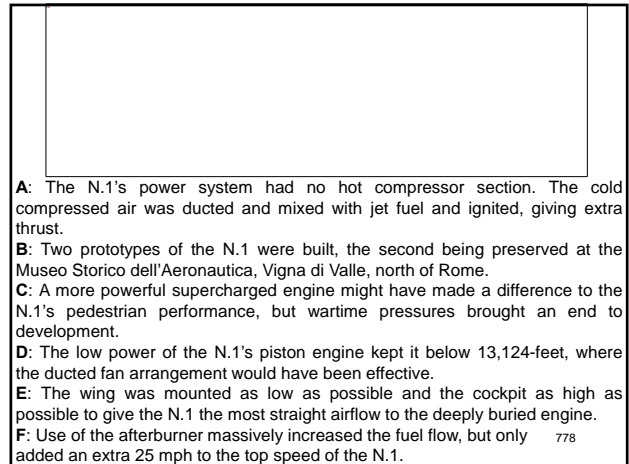 A: The N.1's power system had no hot compressor section. The cold
compressed air was ducted and mixed with jet fuel and ignited, giving extra
thrust.
B: Two prototypes of the N.1 were built, the second being preserved at the
Museo Storico dell'Aeronautica, Vigna di Valle, north of Rome.
C: A more powerful supercharged engine might have made a difference to the
N.1's pedestrian performance, but wartime pressures brought an end to
development.
D: The low power of the N.1's piston engine kept it below 13,124-feet, where
the ducted fan arrangement would have been effective.
E: The wing was mounted as low as possible and the cockpit as high as
possible to give the N.1 the most straight airflow to the deeply buried engine.
F: Use of the afterburner massively increased the fuel flow, but only 778
added an extra 25 mph to the top speed of the N.1.